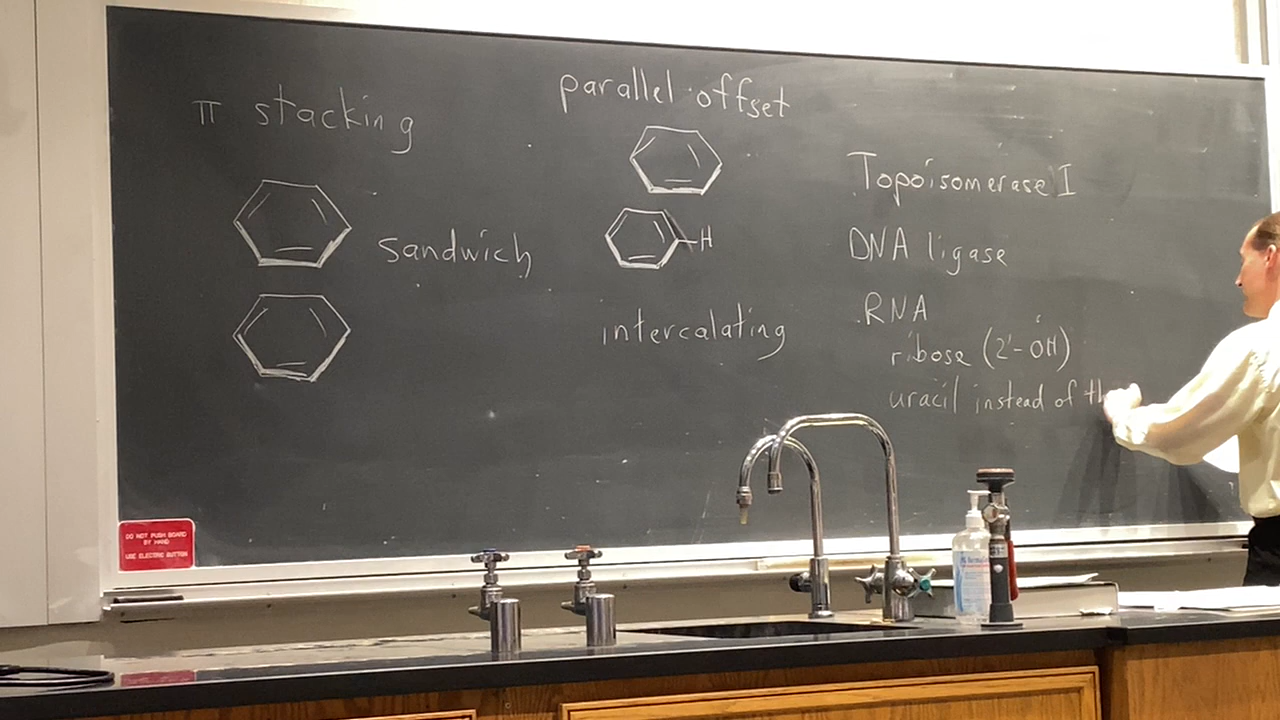 π stacking
sandwich
parallel offset
H
intercalating
Topoisomerase I
DNA ligase
RNA
ribose (2'-OH)
uracil instead of th
DO NOT PUSH BOARD
BY HAND
USE ELECTRIC BUTTON